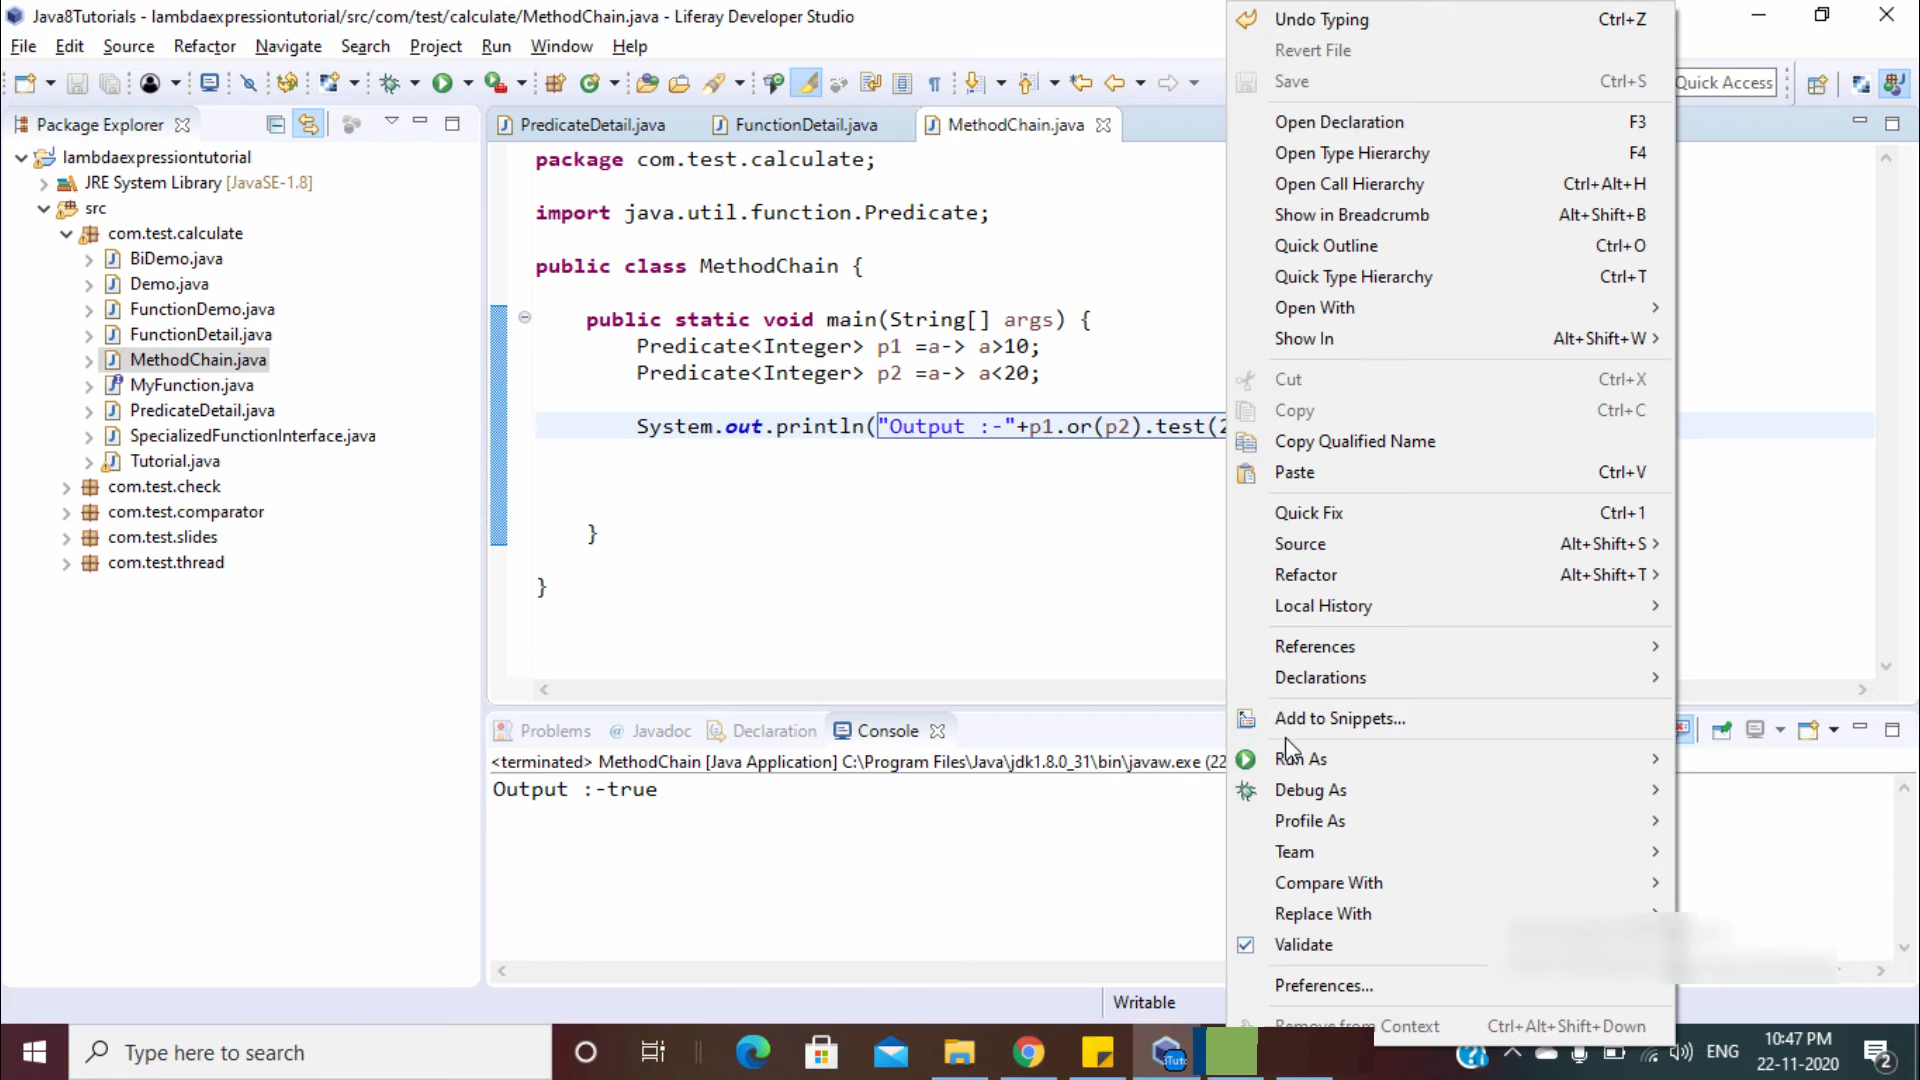 Java8Tutorials - lambdaexpressiontutorial/src/com/test/calculate/MethodChain.java - Liferay Developer Studio
File Edit Source Refactor Navigate Search Project Run Window Help
Quick Access
Package Explorer
lambdaexpressiontutorial
JRE System Library [JavaSE-1.8]
src
com.test.calculate
BiDemo.java
Demo.java
FunctionDemo.java
FunctionDetail.java
MethodChain.java
MyFunction.java
PredicateDetail.java
SpecializedFunctionInterface.java
Tutorial.java
com.test.check
com.test.comparator
com.test.slides
com.test.thread
PredicateDetail.java FunctionDetail.java MethodChain.java
package com.test.calculate;
import java.util.function.Predicate;
public class MethodChain {
public static void main(String[] args) {
Predicate<Integer> p1 =a-> a>10;
Predicate<Integer> p2 =a-> a<20;
System.out.println("Output :-"+p1.or(p2).test(2
}
}
Problems @ Javadoc Declaration Console
<terminated> MethodChain [Java Application] C:\Program Files\Java\jdk1.8.0_31\bin\javaw.exe (22
Output :-true
Writable
Undo Typing Ctrl+Z
Revert File
Save Ctrl+S
Open Declaration F3
Open Type Hierarchy F4
Open Call Hierarchy Ctrl+Alt+H
Show in Breadcrumb Alt+Shift+B
Quick Outline Ctrl+O
Quick Type Hierarchy Ctrl+T
Open With
Show In Alt+Shift+W
Cut Ctrl+X
Copy Ctrl+C
Copy Qualified Name
Paste Ctrl+V
Quick Fix Ctrl+1
Source Alt+Shift+S
Refactor Alt+Shift+T
Local History
References
Declarations
Add to Snippets...
Run As
Debug As
Profile As
Team
Compare With
Replace With
Validate
Preferences...
Remove from Context Ctrl+Alt+Shift+Down
Type here to search
ENG
10:47 PM
22-11-2020
2